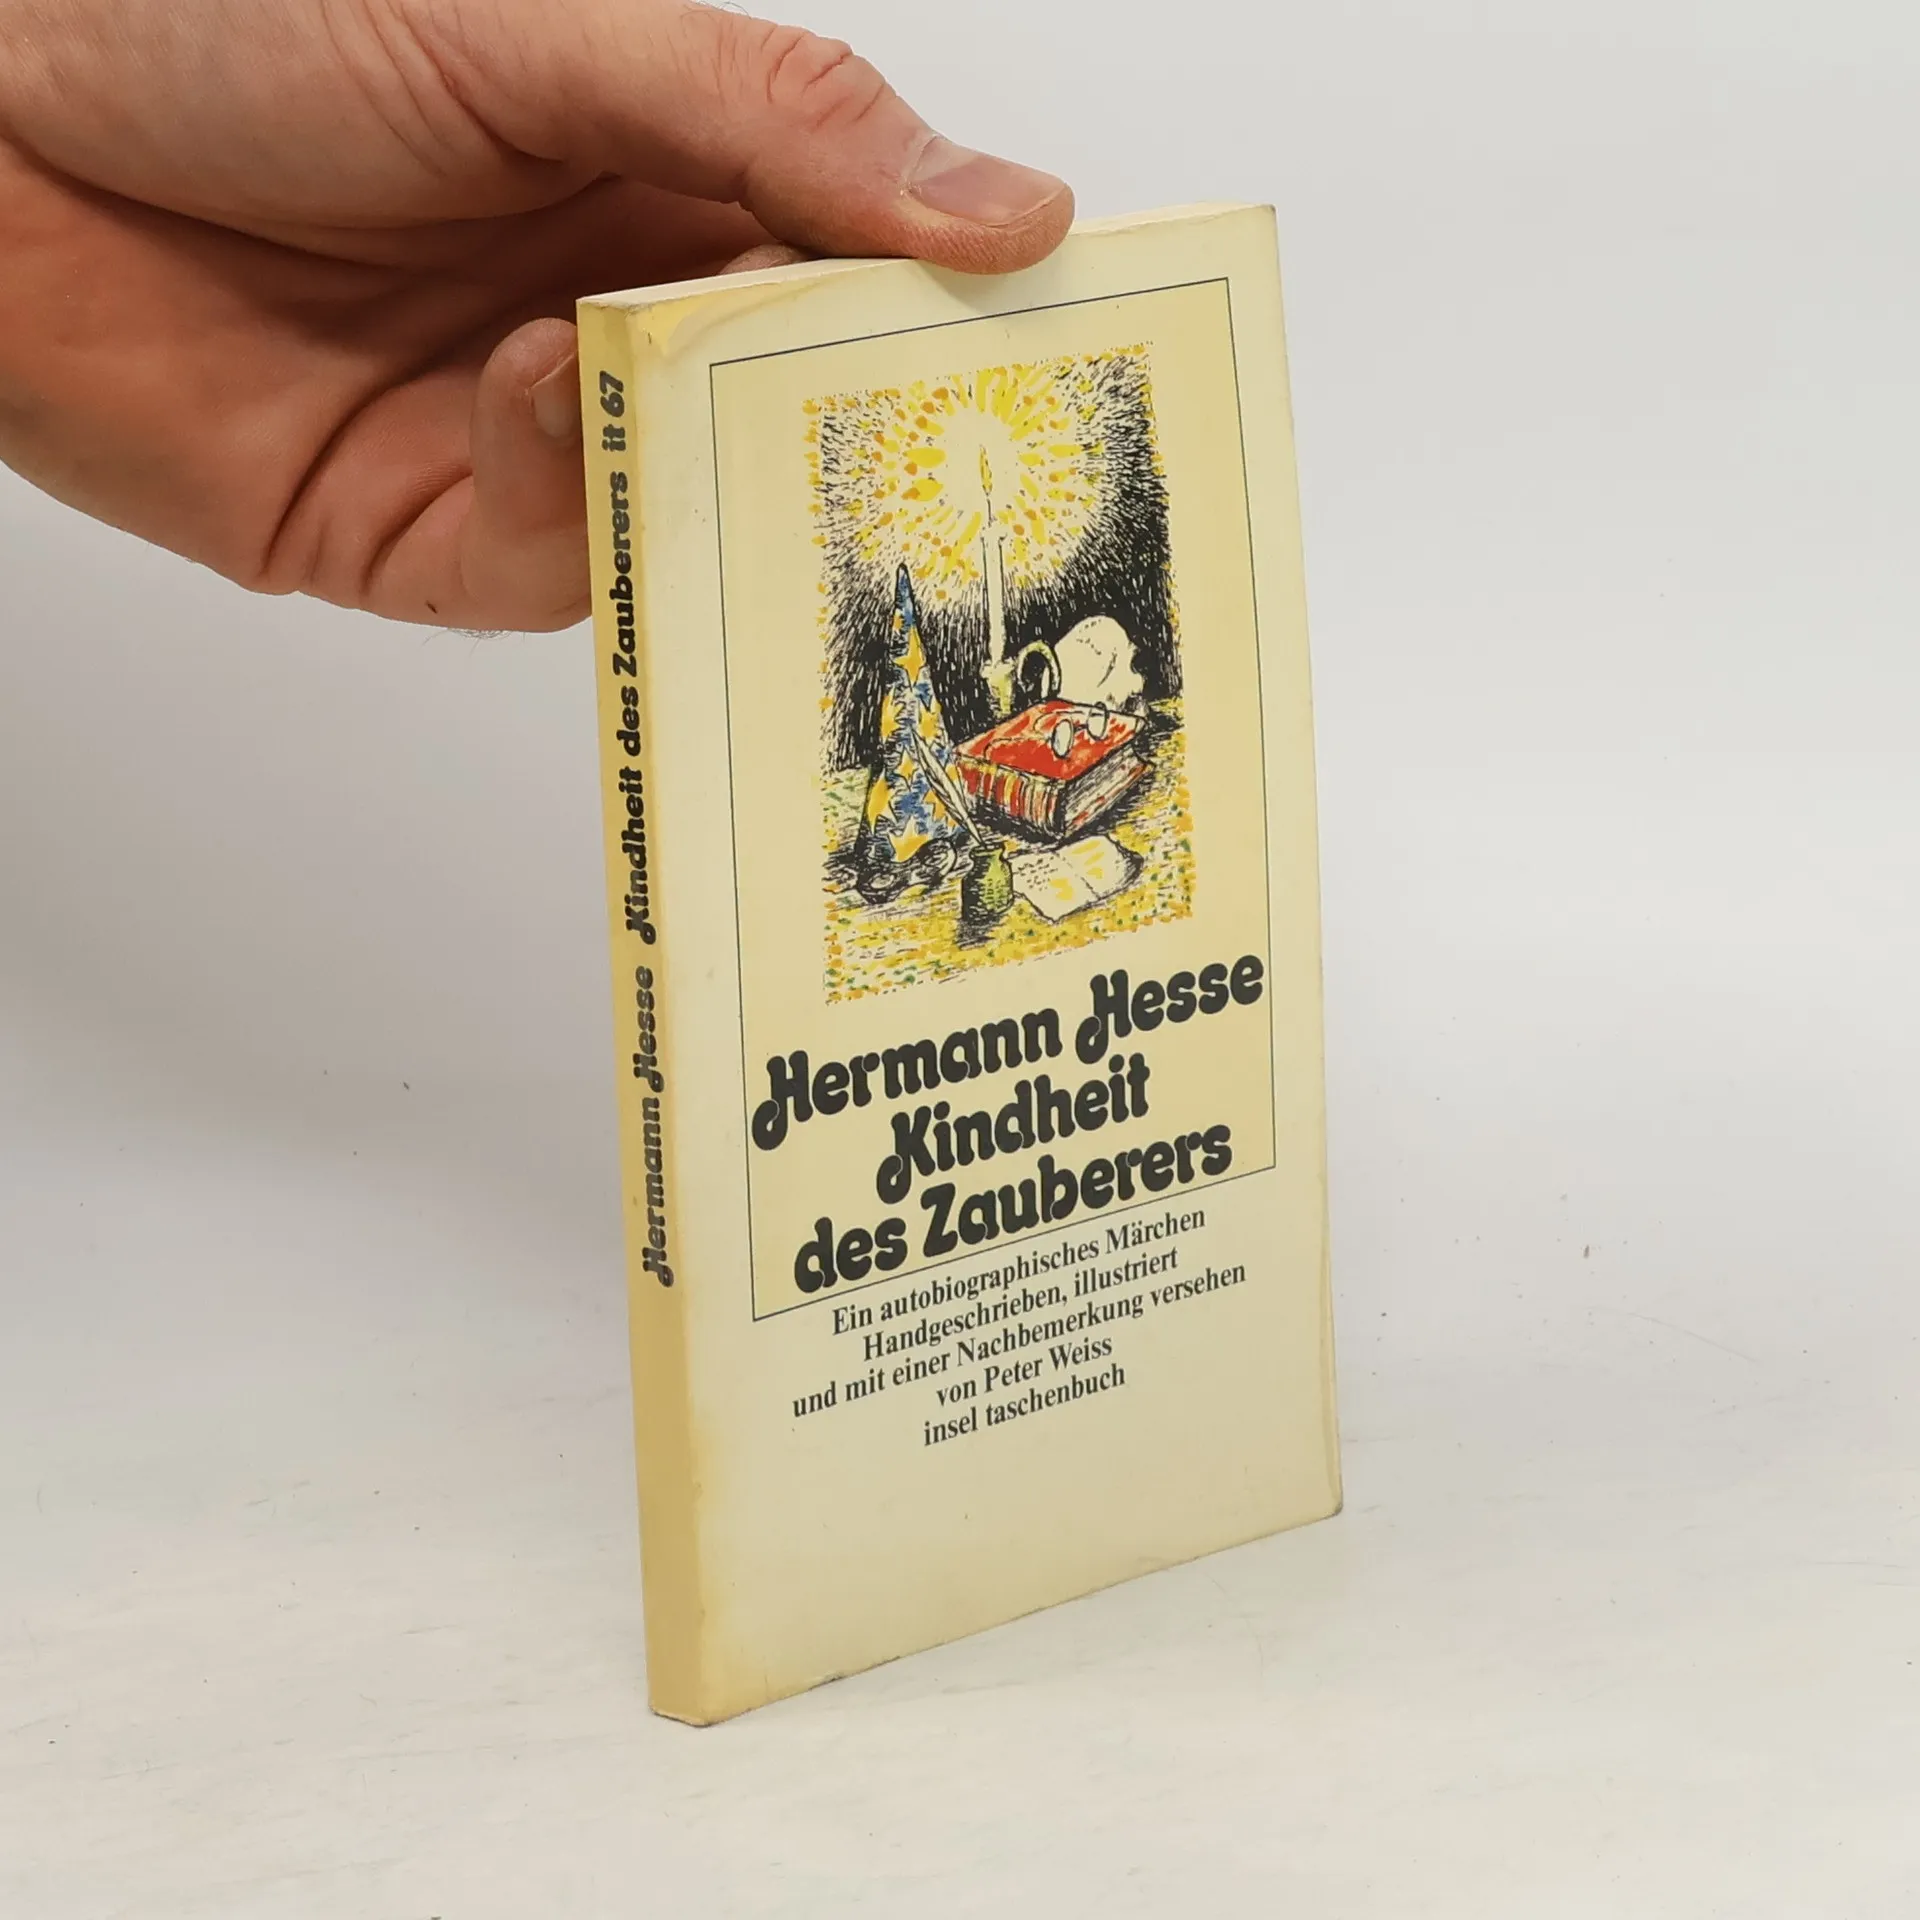 Hermann Hesse Kindheit des Zauberers it 67
Hermann Hesse
Kindheit
des Zauberers
Ein autobiographisches Märchen
Handgeschrieben, illustriert
und mit einer Nachbemerkung versehen
von Peter Weiss
insel taschenbuch